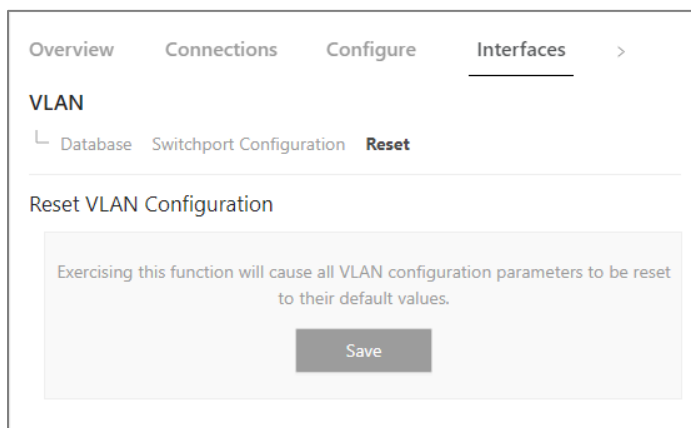 Overview Connections Configure Interfaces >
VLAN
Database Switchport Configuration Reset
Reset VLAN Configuration
Exercising this function will cause all VLAN configuration parameters to be reset
to their default values.
Save